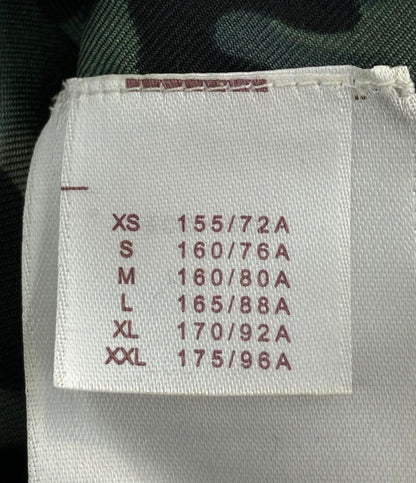 XS 155/72A
S 160/76A
M 160/80A
L 165/88A
XL 170/92A
XXL 175/96A